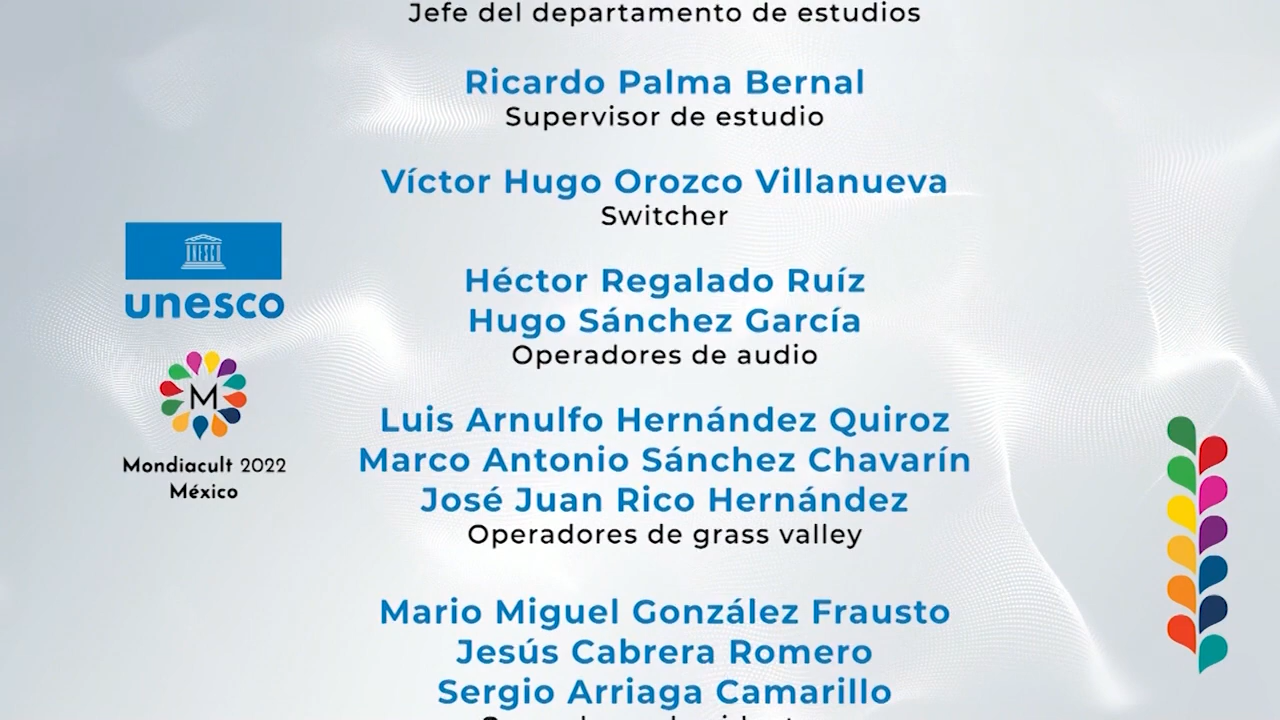 Jefe del departamento de estudios
Ricardo Palma Bernal
Supervisor de estudio
Víctor Hugo Orozco Villanueva
Switcher
UNESCO
unesco
Héctor Regalado Ruíz
Hugo Sánchez García
Operadores de audio
M
Mondiacult 2022
México
Luis Arnulfo Hernández Quiroz
Marco Antonio Sánchez Chavarín
José Juan Rico Hernández
Operadores de grass valley
Mario Miguel González Frausto
Jesús Cabrera Romero
Sergio Arriaga Camarillo